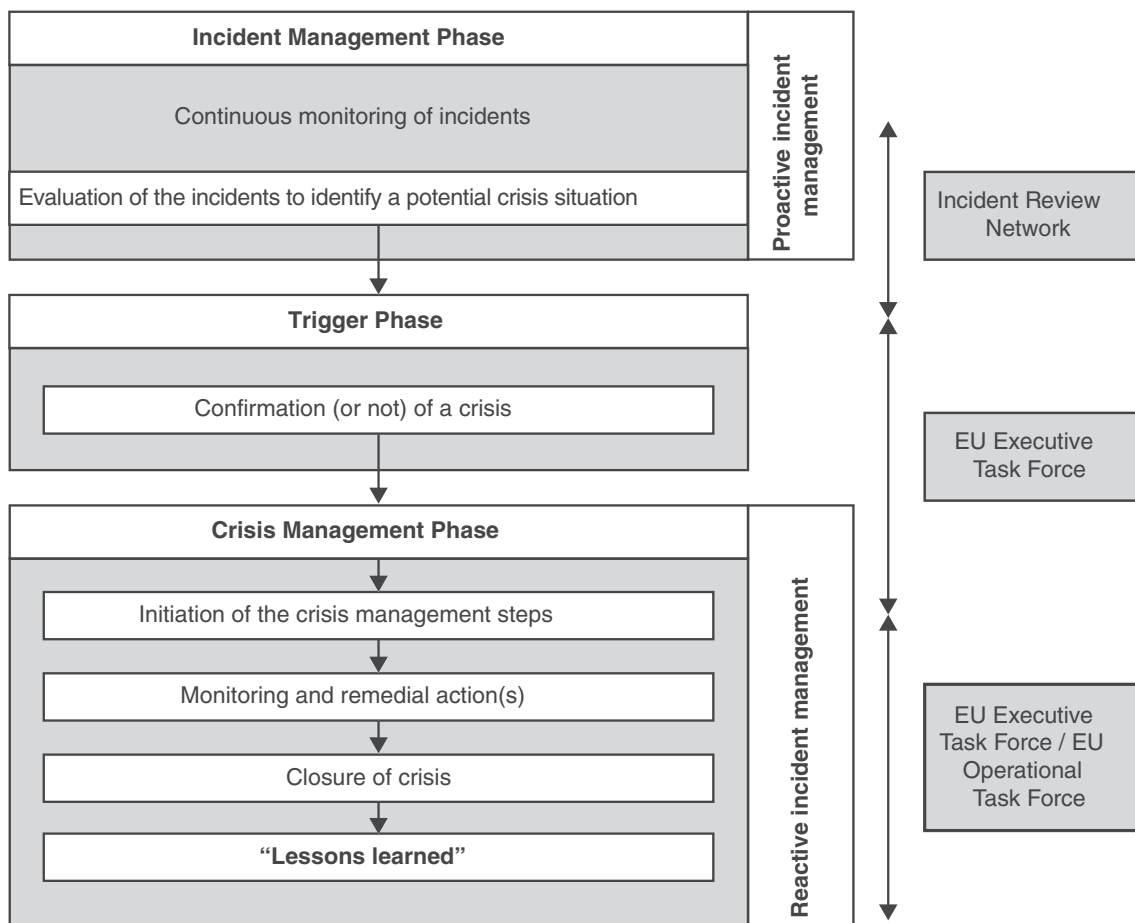 Incident Management Phase
Continuous monitoring of incidents
Evaluation of the incidents to identify a potential crisis situation
Proactive incident
management
Incident Review
Network
Trigger Phase
Confirmation (or not) of a crisis
EU Executive
Task Force
Crisis Management Phase
Initiation of the crisis management steps
Monitoring and remedial action(s)
Closure of crisis
“Lessons learned”
Reactive incident management
EU Executive
Task Force / EU
Operational
Task Force